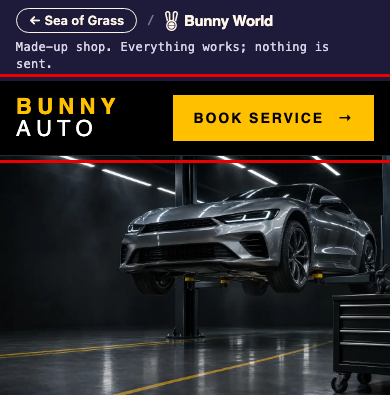 ← Sea of Grass / Bunny World
Made-up shop. Everything works; nothing is
sent.
BUNNY
AUTO
BOOK SERVICE →